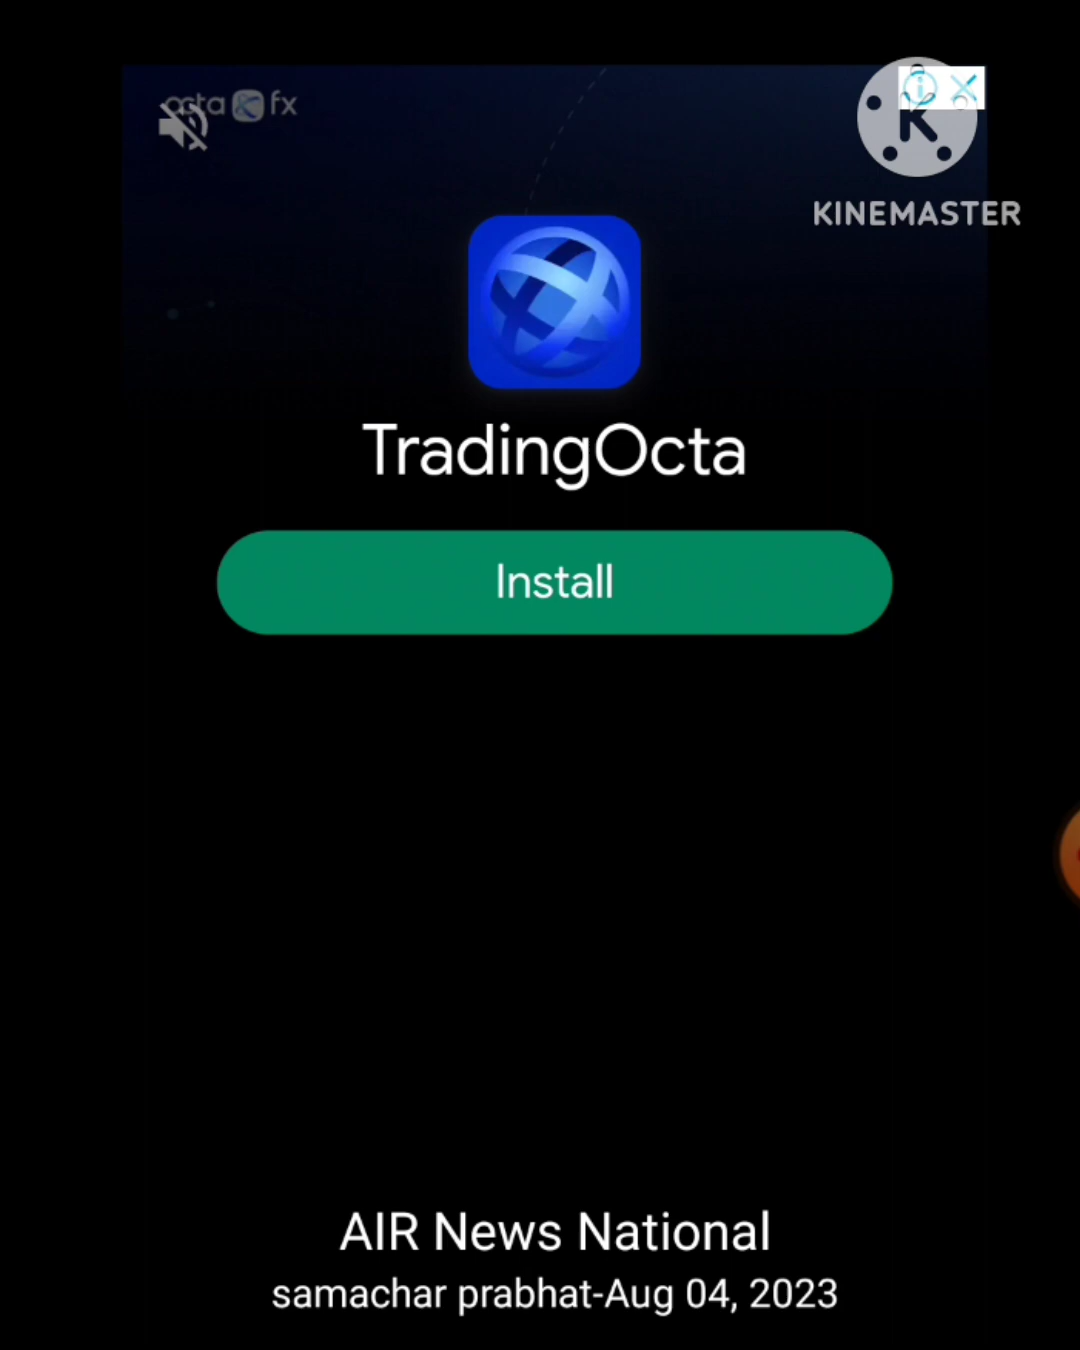 octa fx
KINEMASTER
TradingOcta
Install
AIR News National
samachar prabhat-Aug 04, 2023